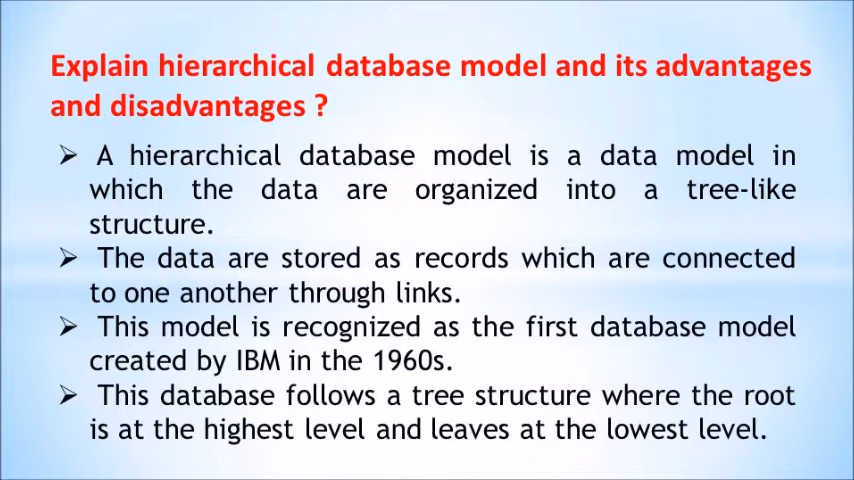 Explain hierarchical database model and its advantages
and disadvantages ?
➢ A hierarchical database model is a data model in
which the data are organized into a tree-like
structure.
➢ The data are stored as records which are connected
to one another through links.
➢ This model is recognized as the first database model
created by IBM in the 1960s.
➢ This database follows a tree structure where the root
is at the highest level and leaves at the lowest level.